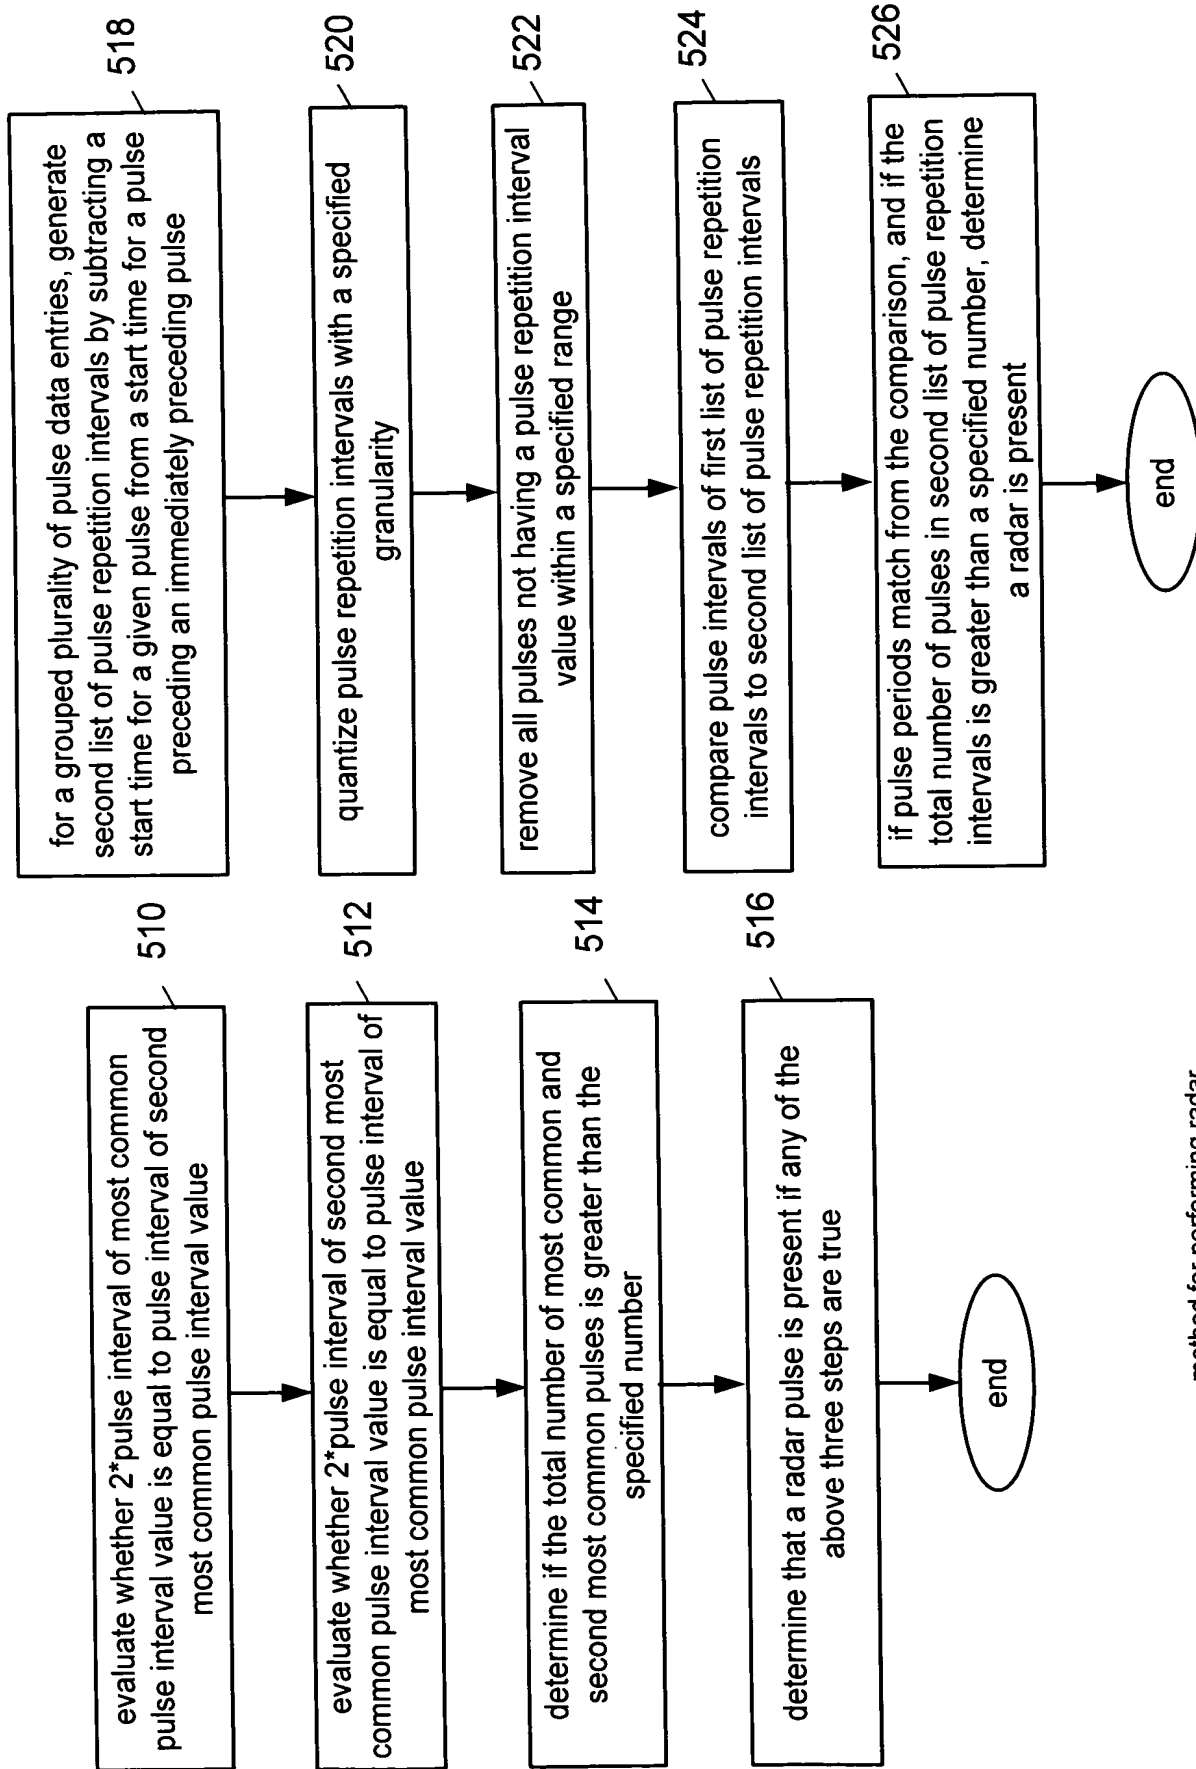 evaluate whether 2*pulse interval of most common
pulse interval value is equal to pulse interval of second
most common pulse interval value
510
evaluate whether 2*pulse interval of second most
common pulse interval value is equal to pulse interval of
most common pulse interval value
512
determine if the total number of most common and
second most common pulses is greater than the
specified number
514
determine that a radar pulse is present if any of the
above three steps are true
516
end
for a grouped plurality of pulse data entries, generate
second list of pulse repetition intervals by subtracting a
start time for a given pulse from a start time for a pulse
preceding an immediately preceding pulse
518
quantize pulse repetition intervals with a specified
granularity
520
remove all pulses not having a pulse repetition interval
value within a specified range
522
compare pulse intervals of first list of pulse repetition
intervals to second list of pulse repetition intervals
524
if pulse periods match from the comparison, and if the
total number of pulses in second list of pulse repetition
intervals is greater than a specified number, determine
a radar is present
526
end
method for performing radar